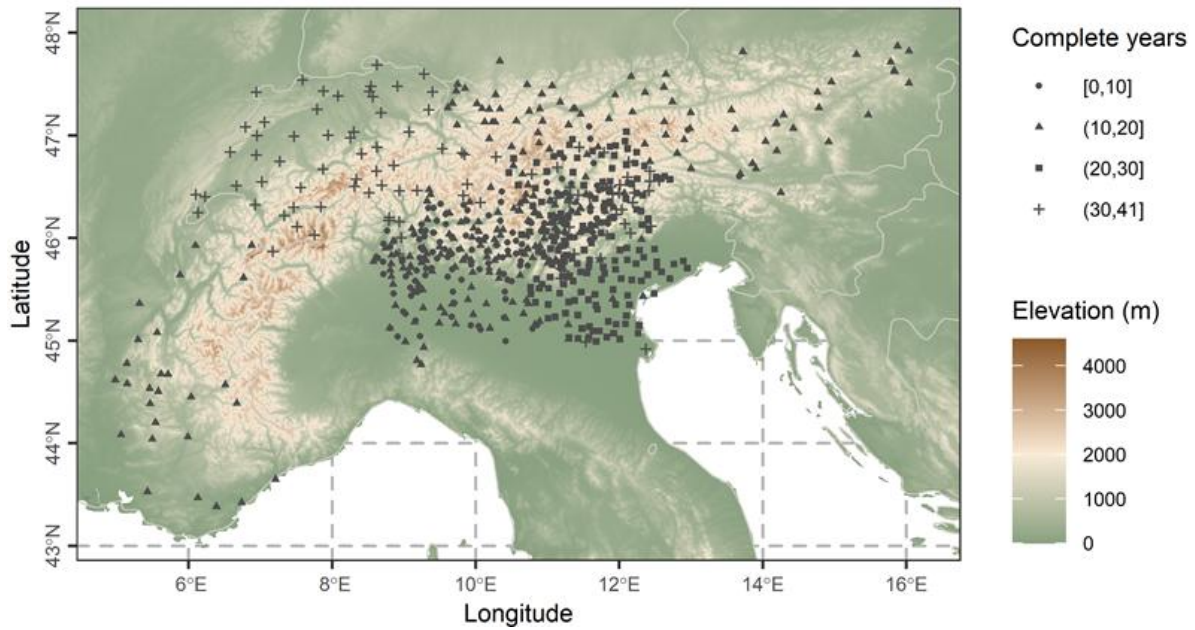 48°N
47°N
46°N
45°N
44°N
43°N
Latitude
6°E 8°E 10°E 12°E 14°E 16°E
Longitude
Complete years
[0,10]
(10,20]
(20,30]
(30,41]
Elevation (m)
4000
3000
2000
1000
0